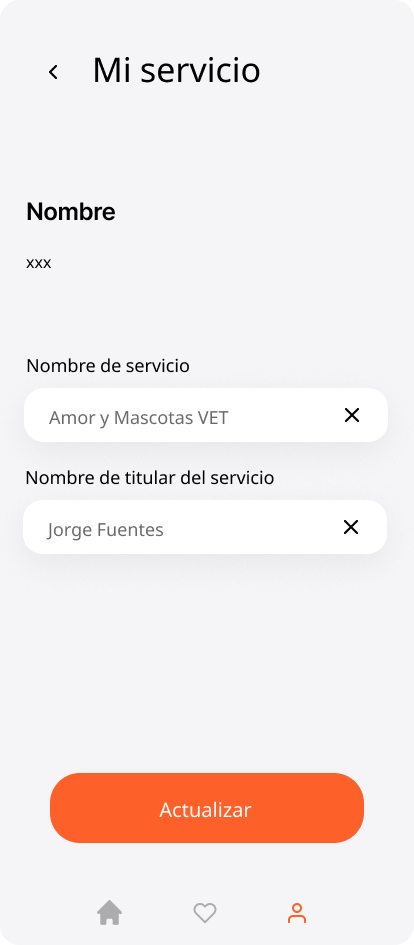 Mi servicio
Nombre
xxx
Nombre de servicio
Amor y Mascotas VET
Nombre de titular del servicio
Jorge Fuentes
Actualizar